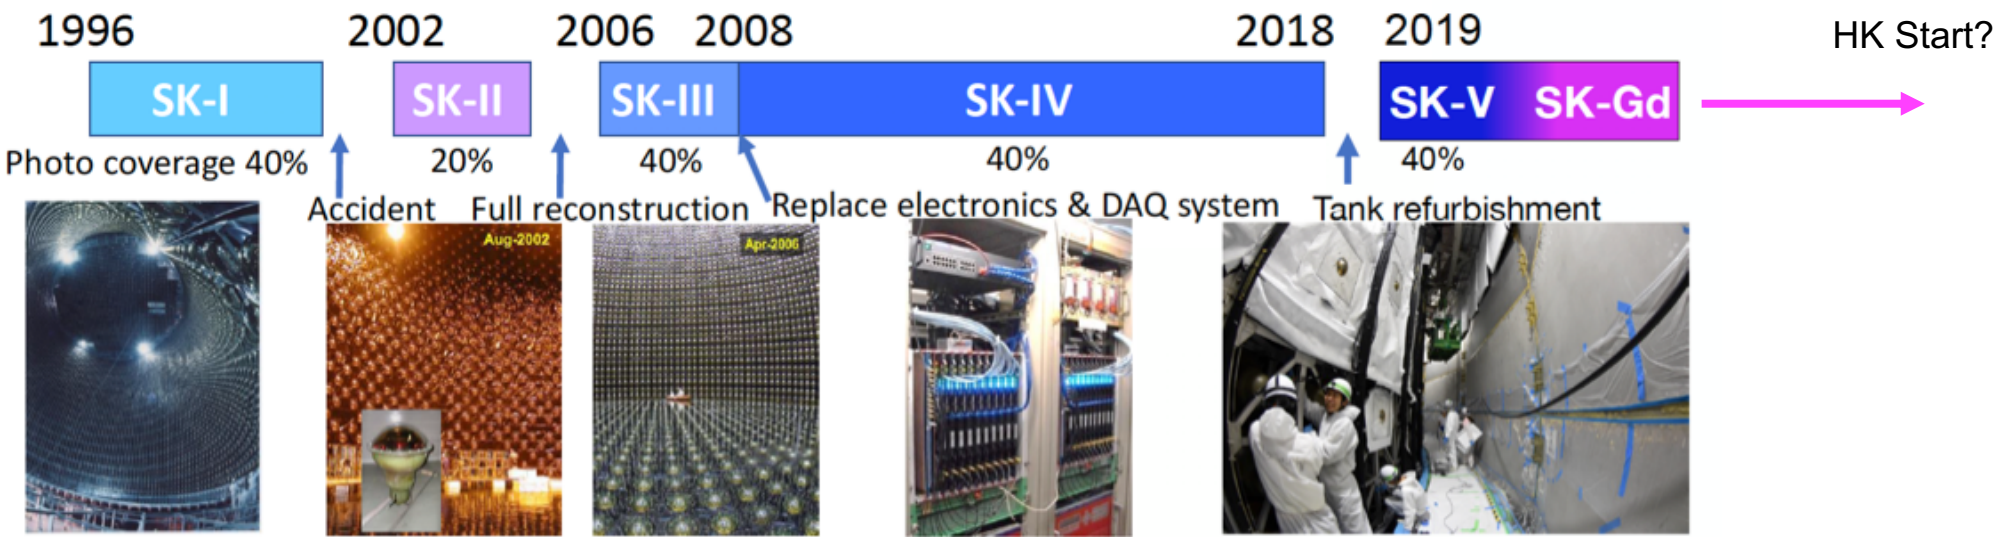 1996 2002 2006 2008 2018 2019 HK Start?
SK-I SK-II SK-III SK-IV SK-V SK-Gd
Photo coverage 40% 20% 40% 40% 40%
Accident Full reconstruction Replace electronics & DAQ system Tank refurbishment
Aug-2002 Apr-2006